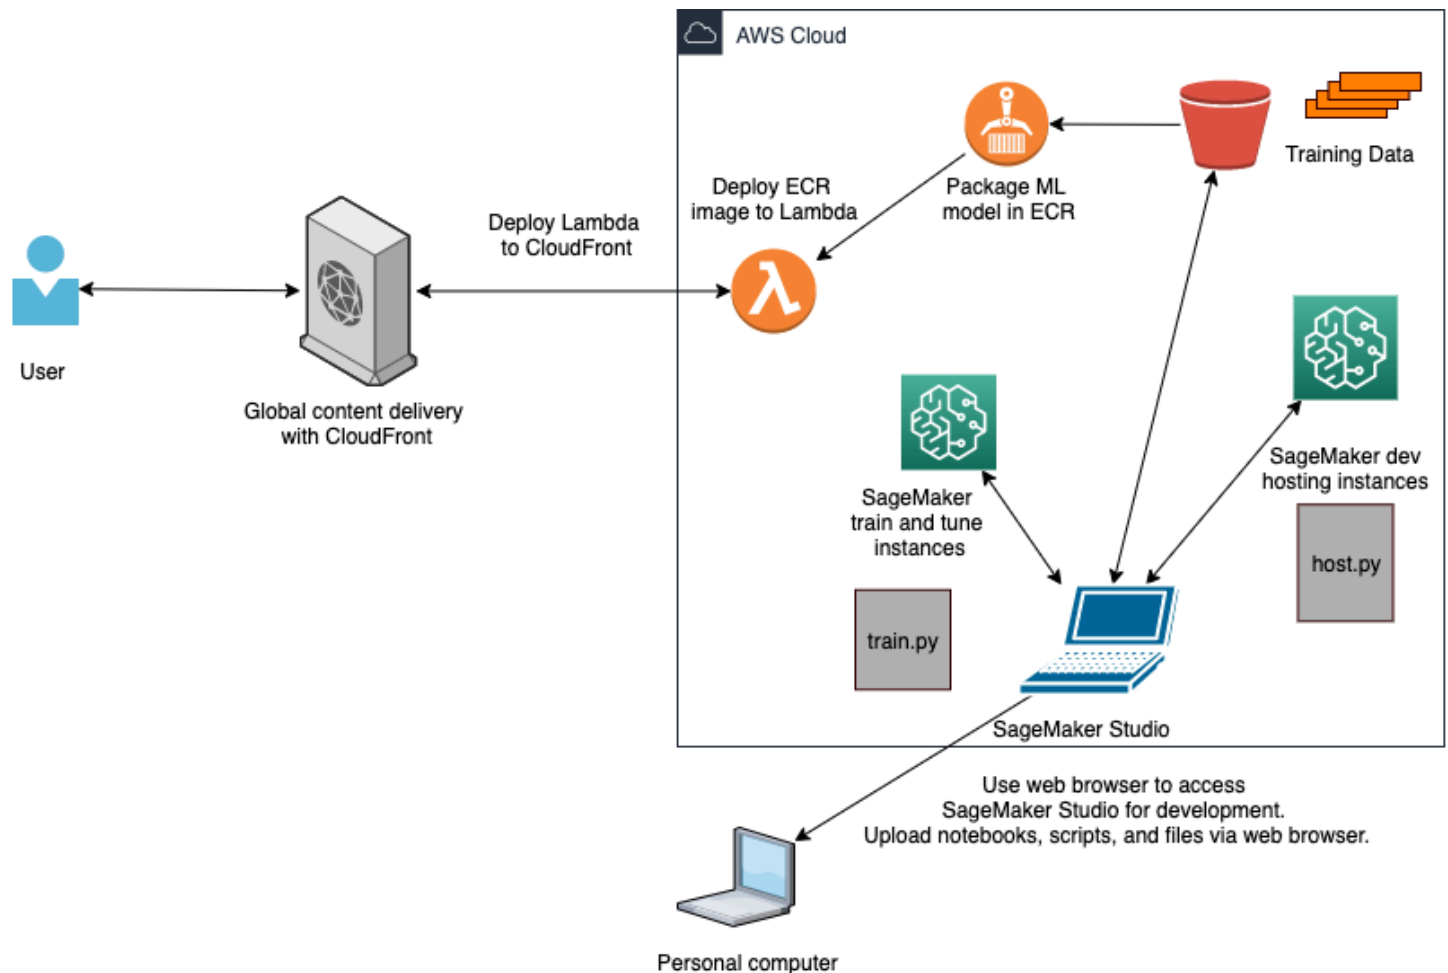 AWS Cloud
Training Data
Deploy ECR
image to Lambda
Package ML
model in ECR
Deploy Lambda
to CloudFront
User
Global content delivery
with CloudFront
SageMaker dev
hosting instances
SageMaker
train and tune
instances
host.py
train.py
SageMaker Studio
Use web browser to access
SageMaker Studio for development.
Upload notebooks, scripts, and files via web browser.
Personal computer